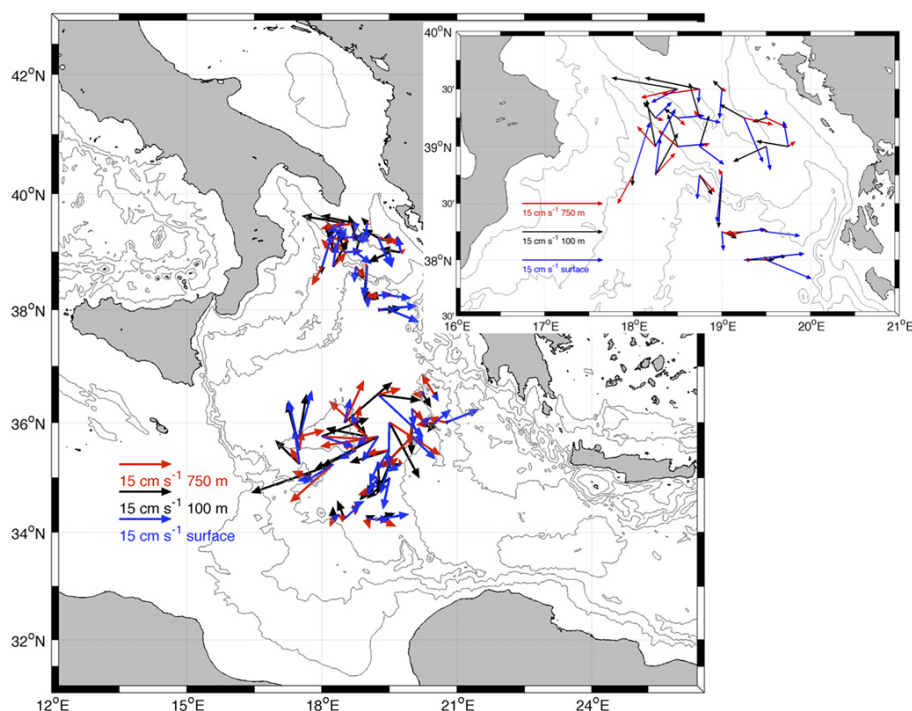 42°N
40°N
38°N
36°N
34°N
32°N
12°E 15°E 18°E 21°E 24°E
15 cm s⁻¹ 750 m
15 cm s⁻¹ 100 m
15 cm s⁻¹ surface
40°N
30'
39°N
30'
38°N
30'
16°E 17°E 18°E 19°E 20°E 21°E
15 cm s⁻¹ 750 m
15 cm s⁻¹ 100 m
15 cm s⁻¹ surface